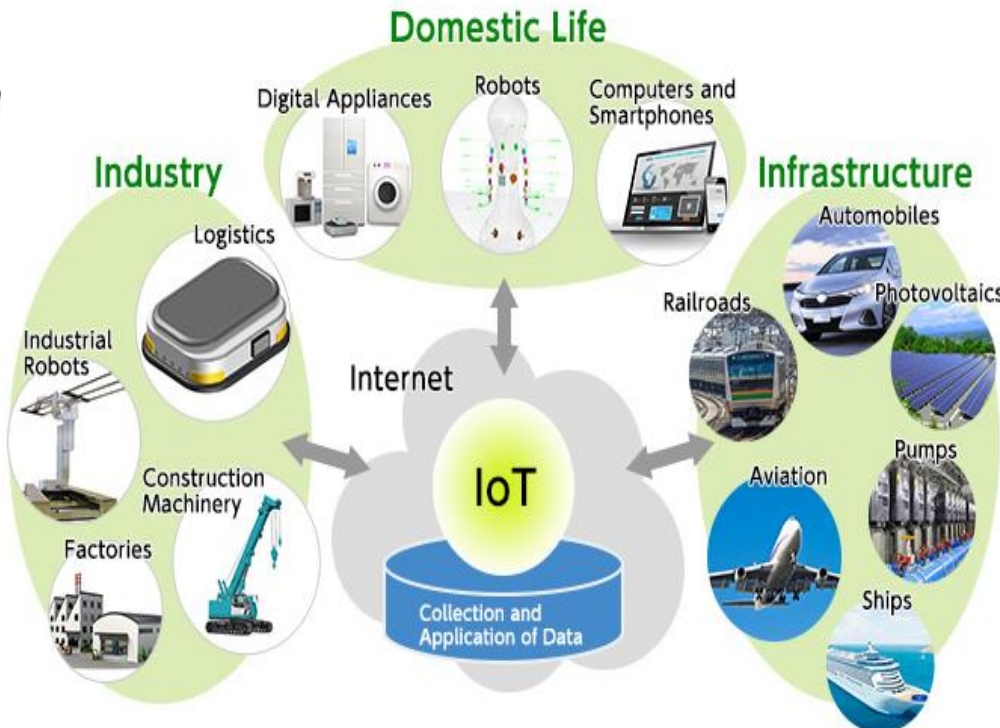 Domestic Life
Digital Appliances
Robots
Computers and
Smartphones
Industry
Logistics
Industrial
Robots
Construction
Machinery
Factories
Infrastructure
Automobiles
Railroads
Photovoltaics
Pumps
Aviation
Ships
Internet
IoT
Collection and
Application of Data